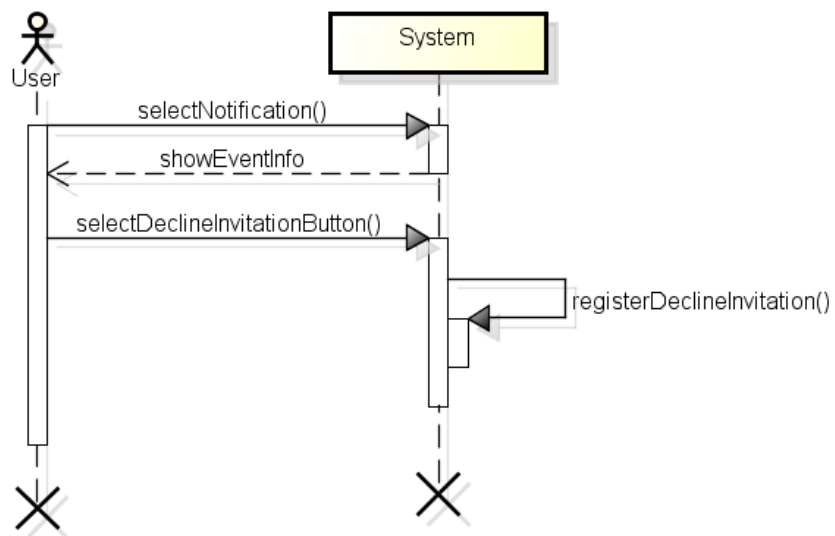 System
User
selectNotification()
showEventInfo
selectDeclineInvitationButton()
registerDeclineInvitation()